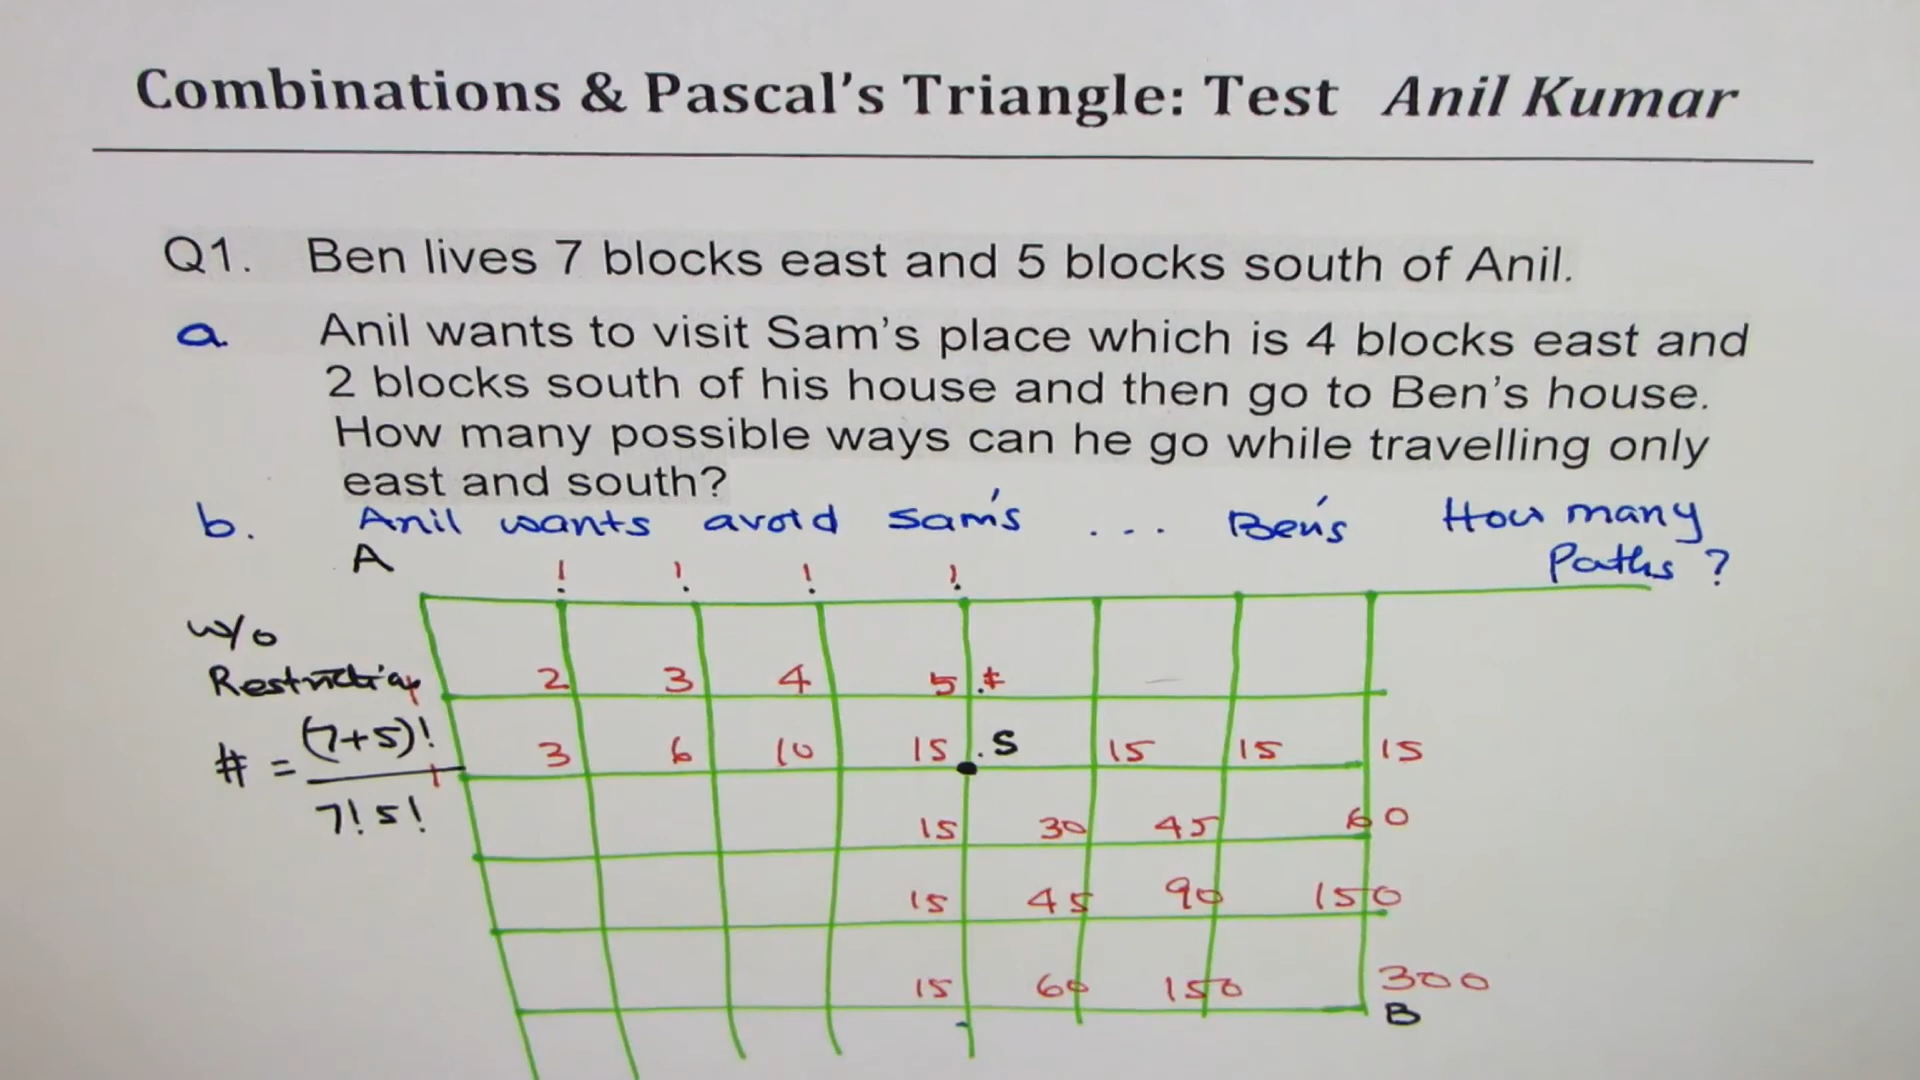 Combinations & Pascal's Triangle: Test Anil Kumar
Q1. Ben lives 7 blocks east and 5 blocks south of Anil.
a Anil wants to visit Sam's place which is 4 blocks east and
2 blocks south of his house and then go to Ben's house.
How many possible ways can he go while travelling only
east and south?
b. Anil wants avoid Sam's ... Ben's How many
Paths?
A
! ! ! !
w/o
Restriction
2 3 4 5
# = (7+5)!
7!5!
1 3 6 10 15 . S 15 15 15
15 30 45 60
15 45 90 150
15 60 150 300
B